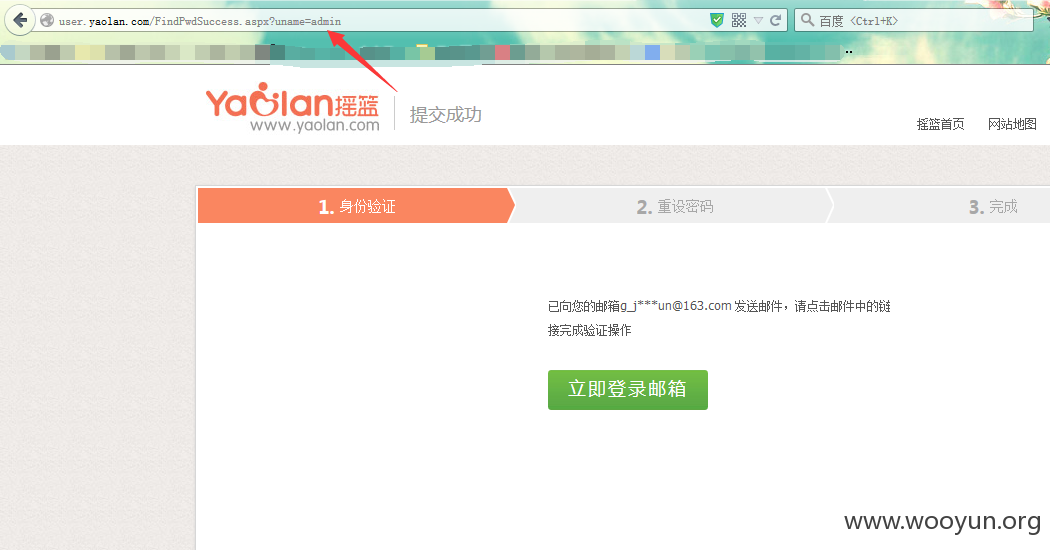 user.yaolan.com/FindPwdSuccess.aspx?uname=admin
百度 <Ctrl+K>
Yaolan摇篮
www.yaolan.com
提交成功
摇篮首页 网站地图
1. 身份验证 2. 重设密码 3. 完成
已向您的邮箱g_j***un@163.com 发送邮件，请点击邮件中的链
接完成验证操作
立即登录邮箱
www.wooyun.org